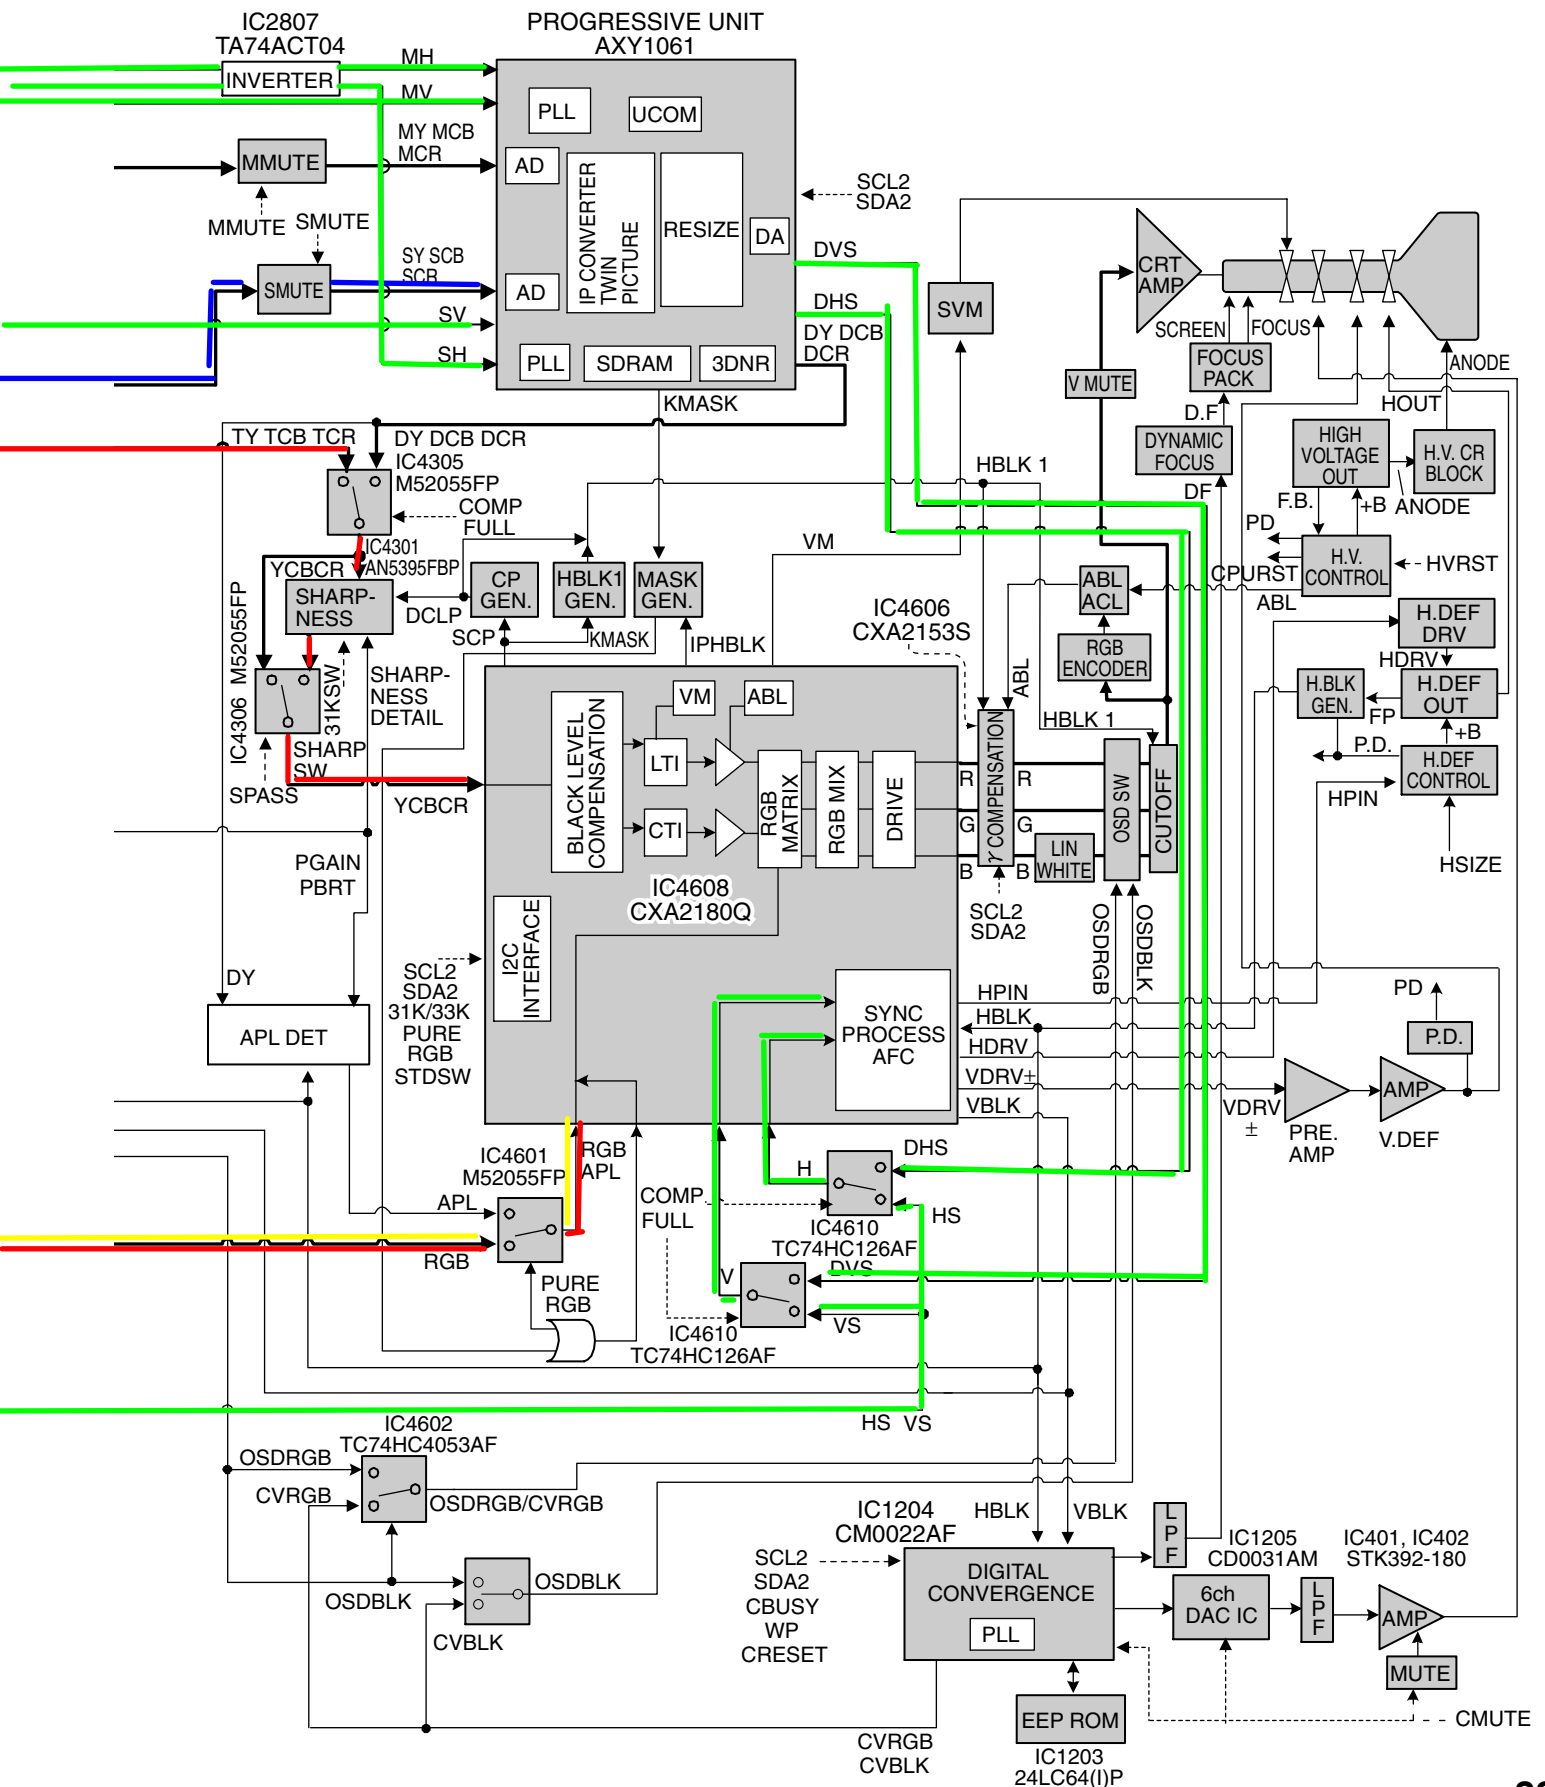 IC2807
TA74ACT04
INVERTER
PROGRESSIVE UNIT
AXY1061
MH
MV
PLL
UCOM
MMUTE
MY MCB
MCR
AD
IP CONVERTER
TWIN
PICTURE
RESIZE
DA
SCL2
SDA2
MMUTE
SMUTE
SMUTE
SY SCB
SCR
AD
SV
SH
PLL
SDRAM
3DNR
DVS
DHS
DY DCB
DCR
SVM
CRT
AMP
SCREEN
FOCUS
FOCUS
PACK
V MUTE
ANODE
HOUT
D.F
DYNAMIC
FOCUS
HIGH
VOLTAGE
OUT
H.V. CR
BLOCK
DF
F.B.
+B
ANODE
PD
H.V.
CONTROL
HVRST
CPURST
ABL
KMASK
TY TCB TCR
DY DCB DCR
IC4305
M52055FP
COMP
FULL
IC4301
AN5395FBP
YCBCR
SHARP-
NESS
DCLP
CP
GEN.
HBLK1
GEN.
MASK
GEN.
SCP
KMASK
IPHBLK
HBLK 1
VM
ABL
ACL
RGB
ENCODER
IC4606
CXA2153S
ABL
HBLK 1
H.DEF
DRV
HDRV
H.BLK
GEN.
FP
H.DEF
OUT
+B
P.D.
H.DEF
CONTROL
HPIN
HSIZE
IC4306 M52055FP
31KSW
SHARP-
NESS
DETAIL
SHARP
SW
SPASS
YCBCR
BLACK LEVEL
COMPENSATION
VM
ABL
LTI
CTI
RGB
MATRIX
RGB MIX
DRIVE
R
G
B
γ COMPENSATION
R
G
B
LIN
WHITE
OSD SW
CUTOFF
SCL2
SDA2
OSDRGB
OSDBLK
IC4608
CXA2180Q
I2C
INTERFACE
PGAIN
PBRT
DY
APL DET
SCL2
SDA2
31K/33K
PURE
RGB
STDSW
SYNC
PROCESS
AFC
HPIN
HBLK
HDRV
VDRV±
VBLK
PD
P.D.
VDRV
±
PRE.
AMP
AMP
V.DEF
IC4601
M52055FP
RGB
APL
APL
RGB
PURE
RGB
COMP
FULL
H
DHS
HS
IC4610
TC74HC126AF
DVS
V
VS
IC4610
TC74HC126AF
HS VS
IC4602
TC74HC4053AF
OSDRGB
CVRGB
OSDRGB/CVRGB
OSDBLK
OSDBLK
CVBLK
IC1204
CM0022AF
HBLK
VBLK
SCL2
SDA2
CBUSY
WP
CRESET
DIGITAL
CONVERGENCE
PLL
LPF
IC1205
CD0031AM
6ch
DAC IC
LPF
IC401, IC402
STK392-180
AMP
MUTE
CMUTE
EEP ROM
IC1203
24LC64(I)P
CVRGB
CVBLK